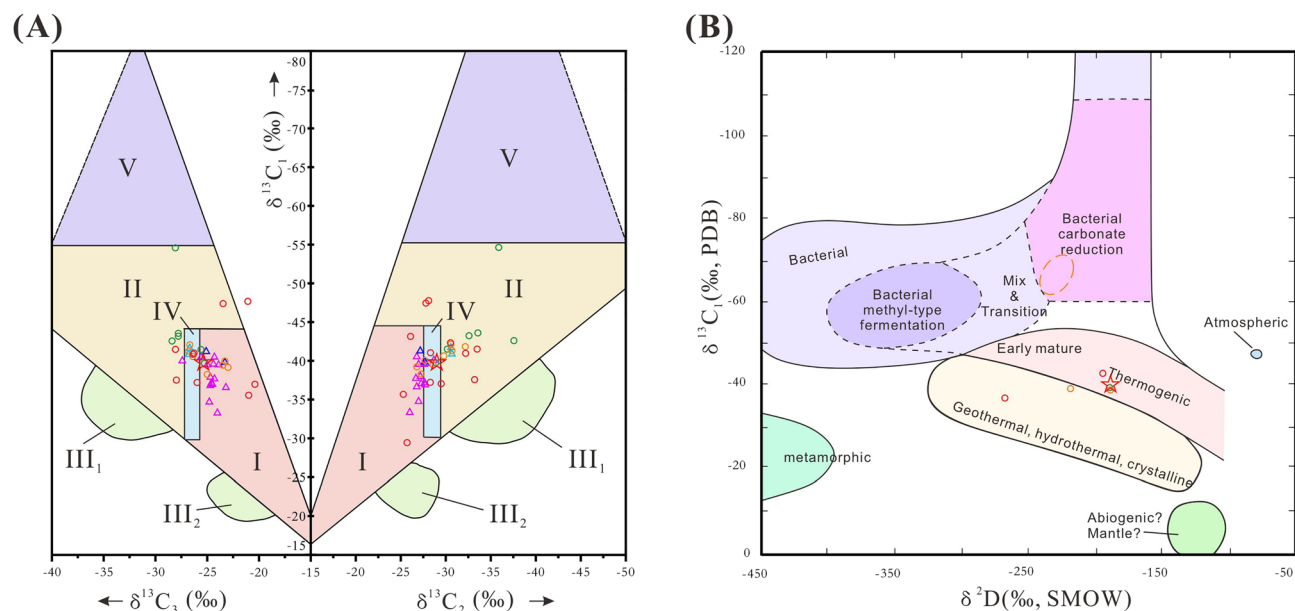 (A)
V
V
II
II
IV
IV
I
I
III₁
III₁
III₂
III₂
δ¹³C₁ (‰)
-80
-75
-70
-65
-60
-55
-50
-45
-40
-35
-30
-25
-20
-15
-40
-35
-30
-25
-20
-15
-20
-25
-30
-35
-40
-45
-50
δ¹³C₃ (‰)
δ¹³C₂ (‰)
(B)
-120
-100
-80
-60
-40
-20
0
δ¹³C₁(‰, PDB)
Bacterial
Bacterial
methyl-type
fermentation
Mix
&
Transition
Bacterial
carbonate
reduction
Atmospheric
Early mature
Thermogenic
Geothermal, hydrothermal, crystalline
metamorphic
Abiogenic?
Mantle?
-450
-350
-250
-150
-50
δ²D(‰, SMOW)